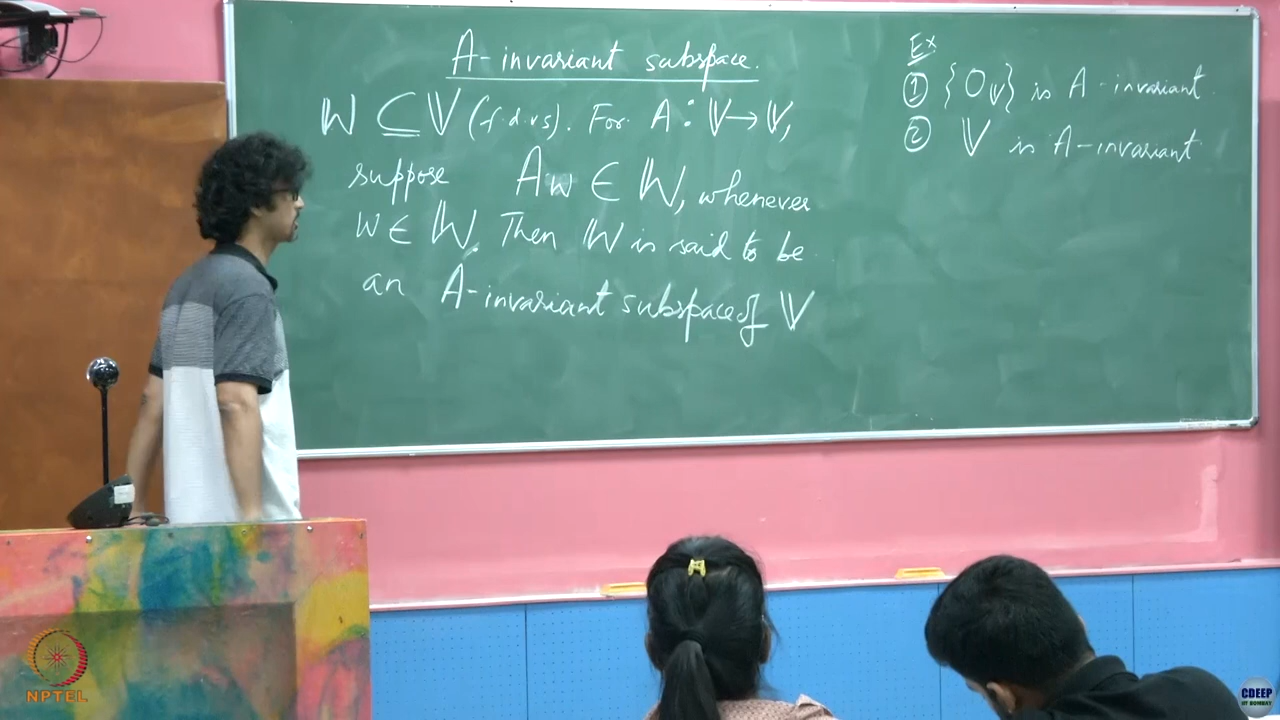 A-invariant subspace.
W ⊆ V (f.d.v.s). For A : V → V,
suppose Aw ∈ W, whenever
w ∈ W. Then W is said to be
an A-invariant subspace of V
Ex
① {0_V} is A-invariant
② V is A-invariant
NPTEL
CDEEP
IIT BOMBAY